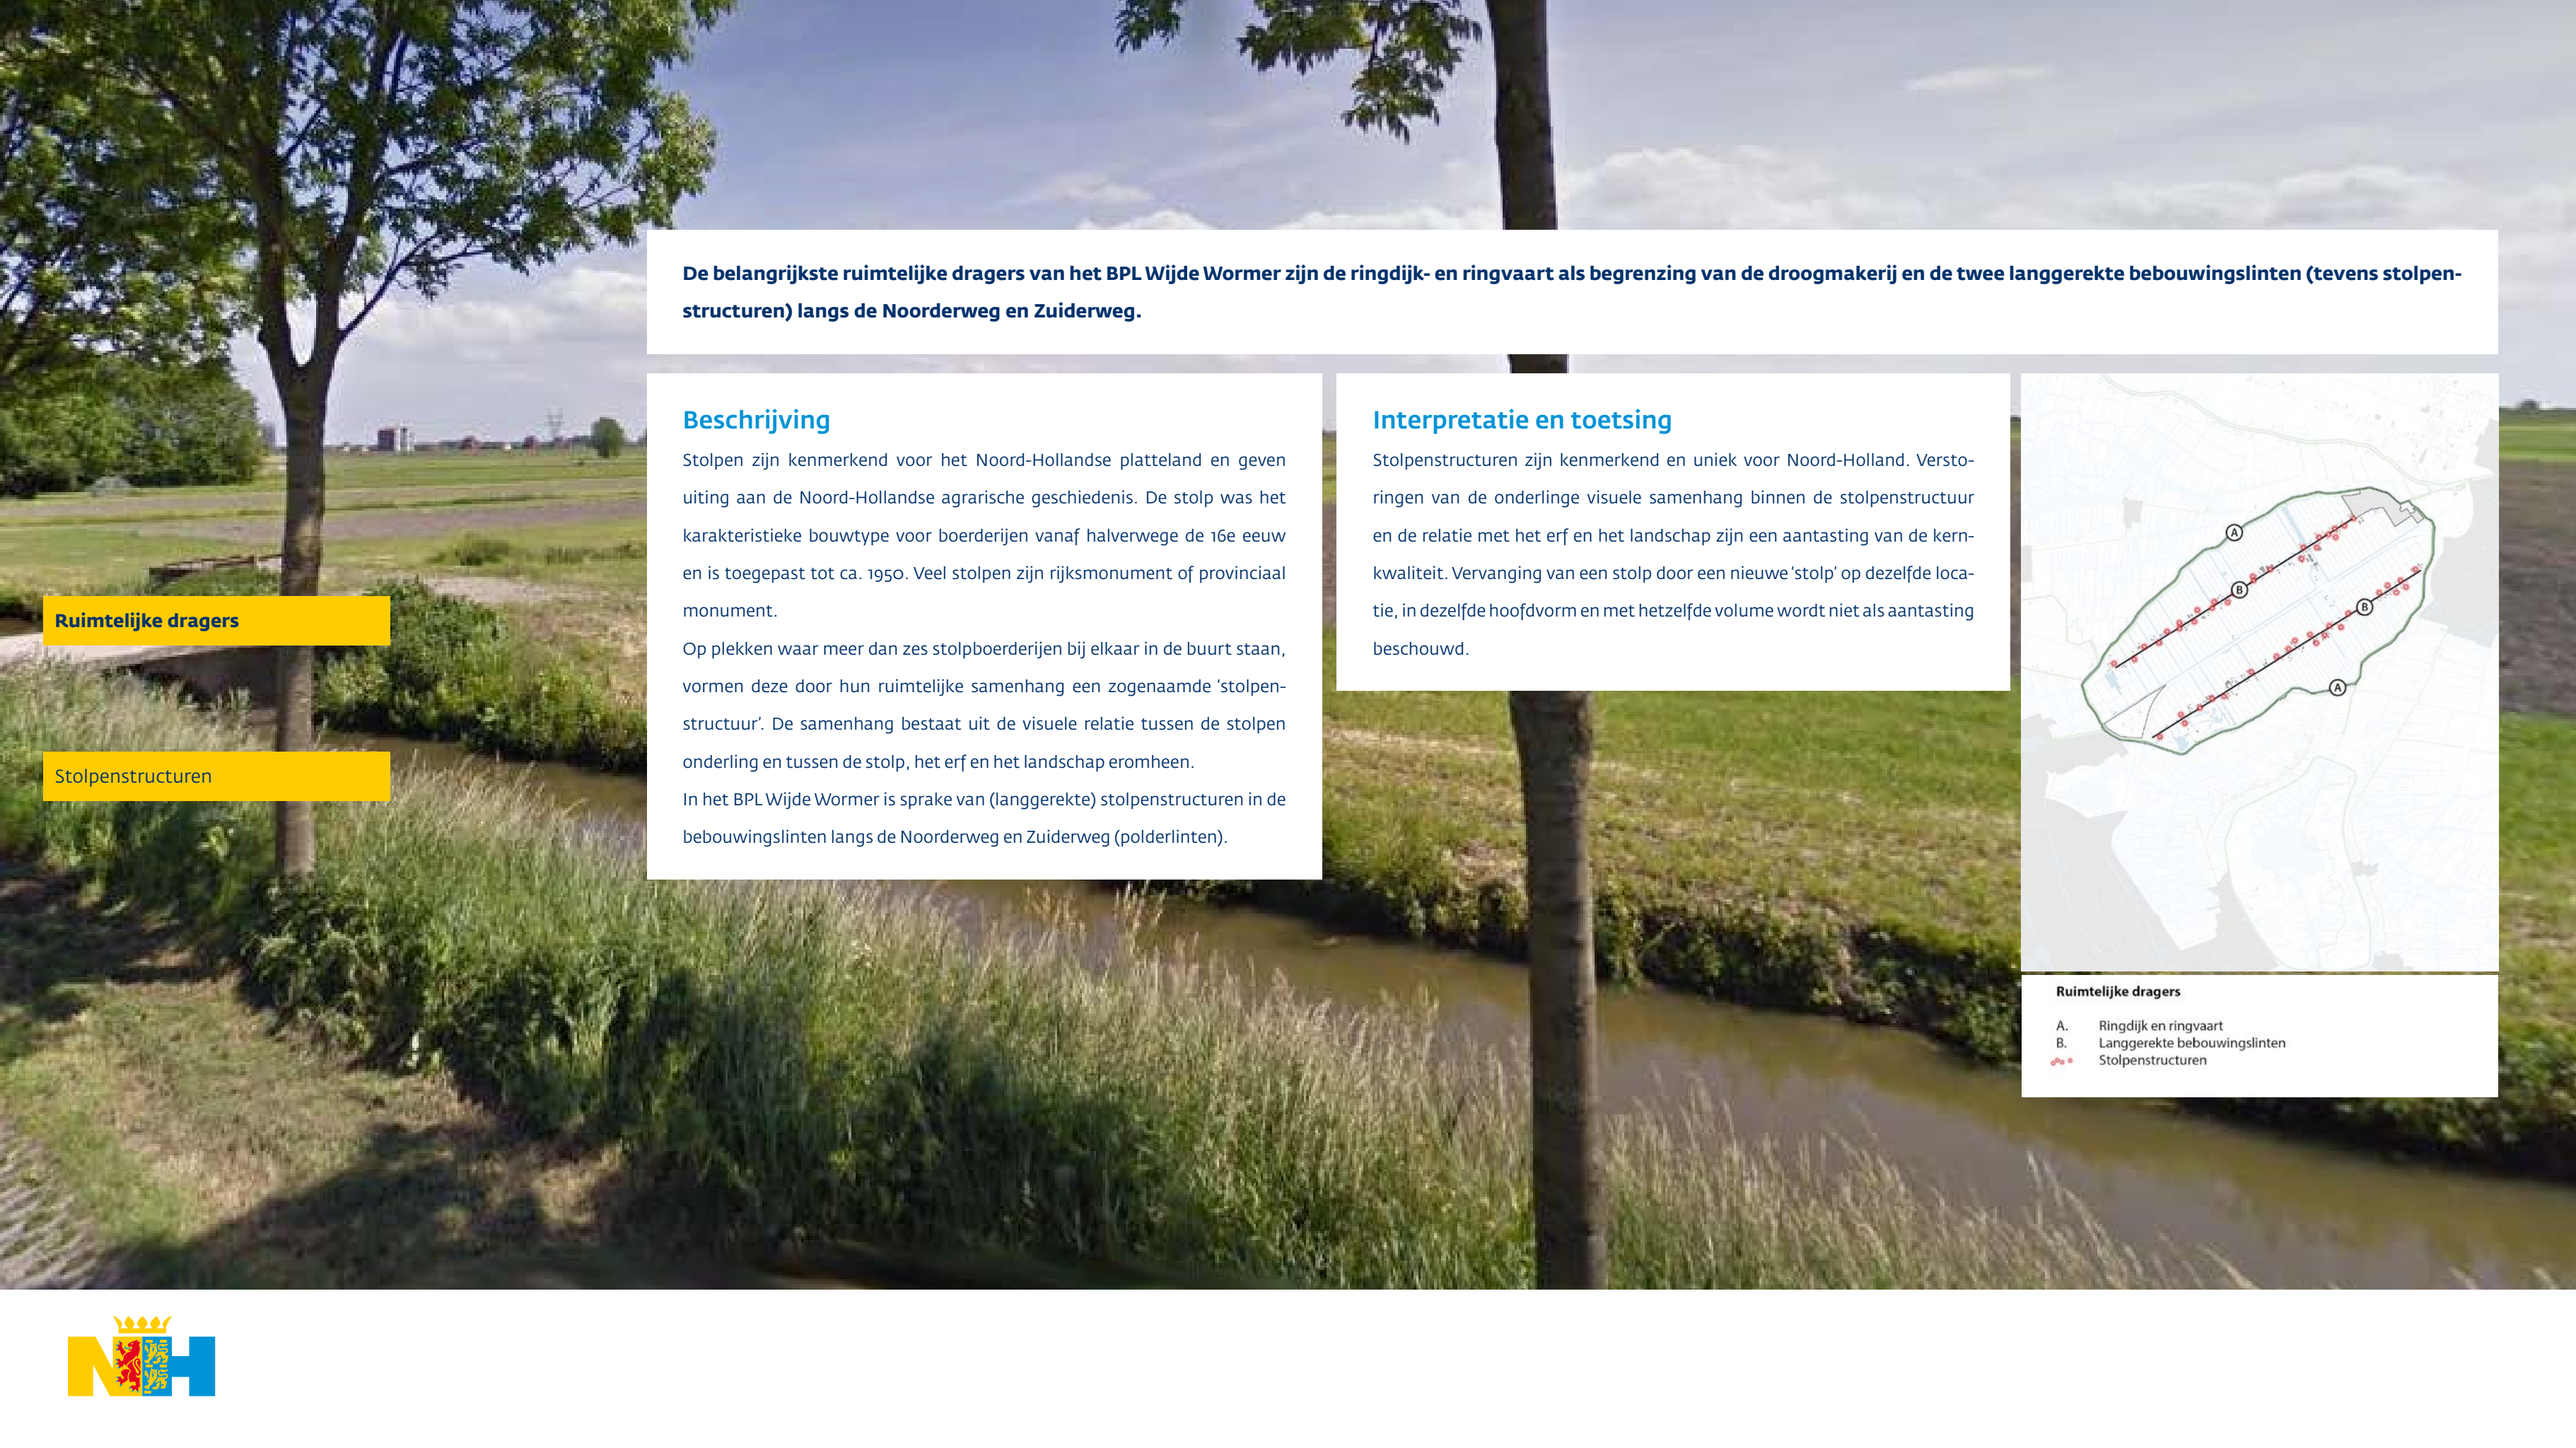 De belangrijkste ruimtelijke dragers van het BPL Wijde Wormer zijn de ringdijk- en ringvaart als begrenzing van de droogmakerij en de twee langgerekte bebouwingslinten (tevens stolpen-
structuren) langs de Noorderweg en Zuiderweg.
Ruimtelijke dragers
Stolpenstructuren
Beschrijving
Stolpen zijn kenmerkend voor het Noord-Hollandse platteland en geven
uiting aan de Noord-Hollandse agrarische geschiedenis. De stolp was het
karakteristieke bouwtype voor boerderijen vanaf halverwege de 16e eeuw
en is toegepast tot ca. 1950. Veel stolpen zijn rijksmonument of provinciaal
monument.
Op plekken waar meer dan zes stolpboerderijen bij elkaar in de buurt staan,
vormen deze door hun ruimtelijke samenhang een zogenaamde ‘stolpen-
structuur’. De samenhang bestaat uit de visuele relatie tussen de stolpen
onderling en tussen de stolp, het erf en het landschap eromheen.
In het BPL Wijde Wormer is sprake van (langgerekte) stolpenstructuren in de
bebouwingslinten langs de Noorderweg en Zuiderweg (polderlinten).
Interpretatie en toetsing
Stolpenstructuren zijn kenmerkend en uniek voor Noord-Holland. Versto-
ringen van de onderlinge visuele samenhang binnen de stolpenstructuur
en de relatie met het erf en het landschap zijn een aantasting van de kern-
kwaliteit. Vervanging van een stolp door een nieuwe ‘stolp’ op dezelfde loca-
tie, in dezelfde hoofdvorm en met hetzelfde volume wordt niet als aantasting
beschouwd.
A
B
B
A
Ruimtelijke dragers
A. Ringdijk en ringvaart
B. Langgerekte bebouwingslinten
Stolpenstructuren
NH